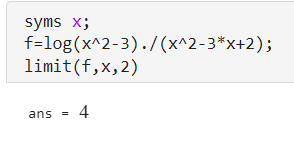 syms x;
f=log(x^2-3)./(x^2-3*x+2);
limit(f,x,2)
ans = 4